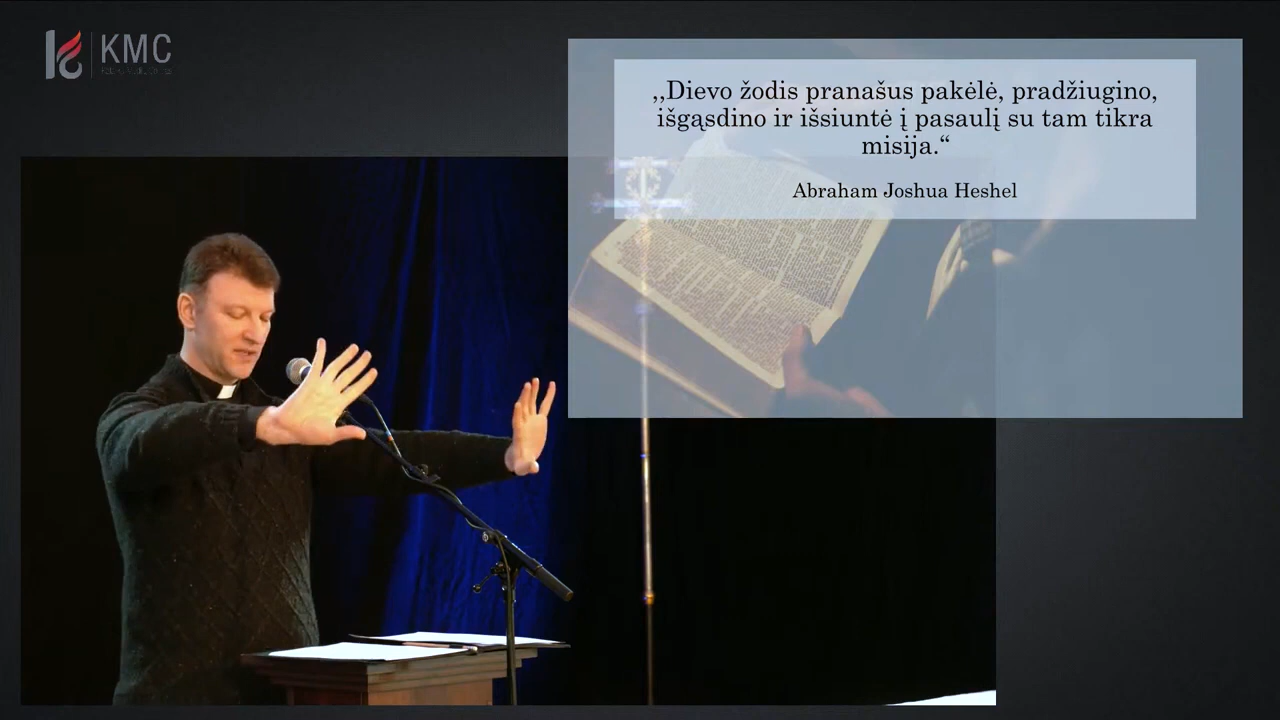 KMC
,,Dievo žodis pranašus pakėlė, pradžiugino,
išgąsdino ir išsiuntė į pasaulį su tam tikra
misija.“
Abraham Joshua Heshel